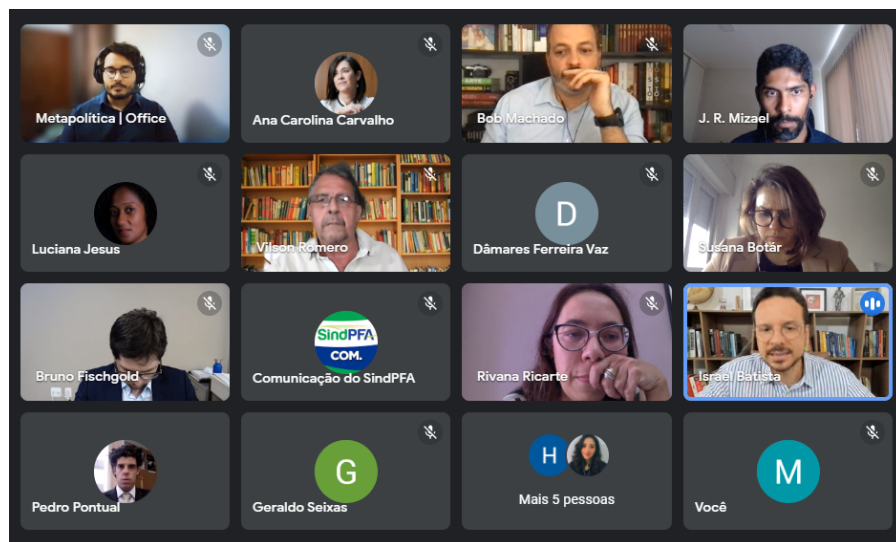 Metapolítica | Office
Ana Carolina Carvalho
Bob Machado
J. R. Mizael
Luciana Jesus
Vilson Romero
D
Dâmares Ferreira Vaz
Susana Botár
Bruno Fischgold
SindPFA
COM.
Comunicação do SindPFA
Rivana Ricarte
Israel Batista
Pedro Pontual
G
Geraldo Seixas
H
Mais 5 pessoas
M
Você